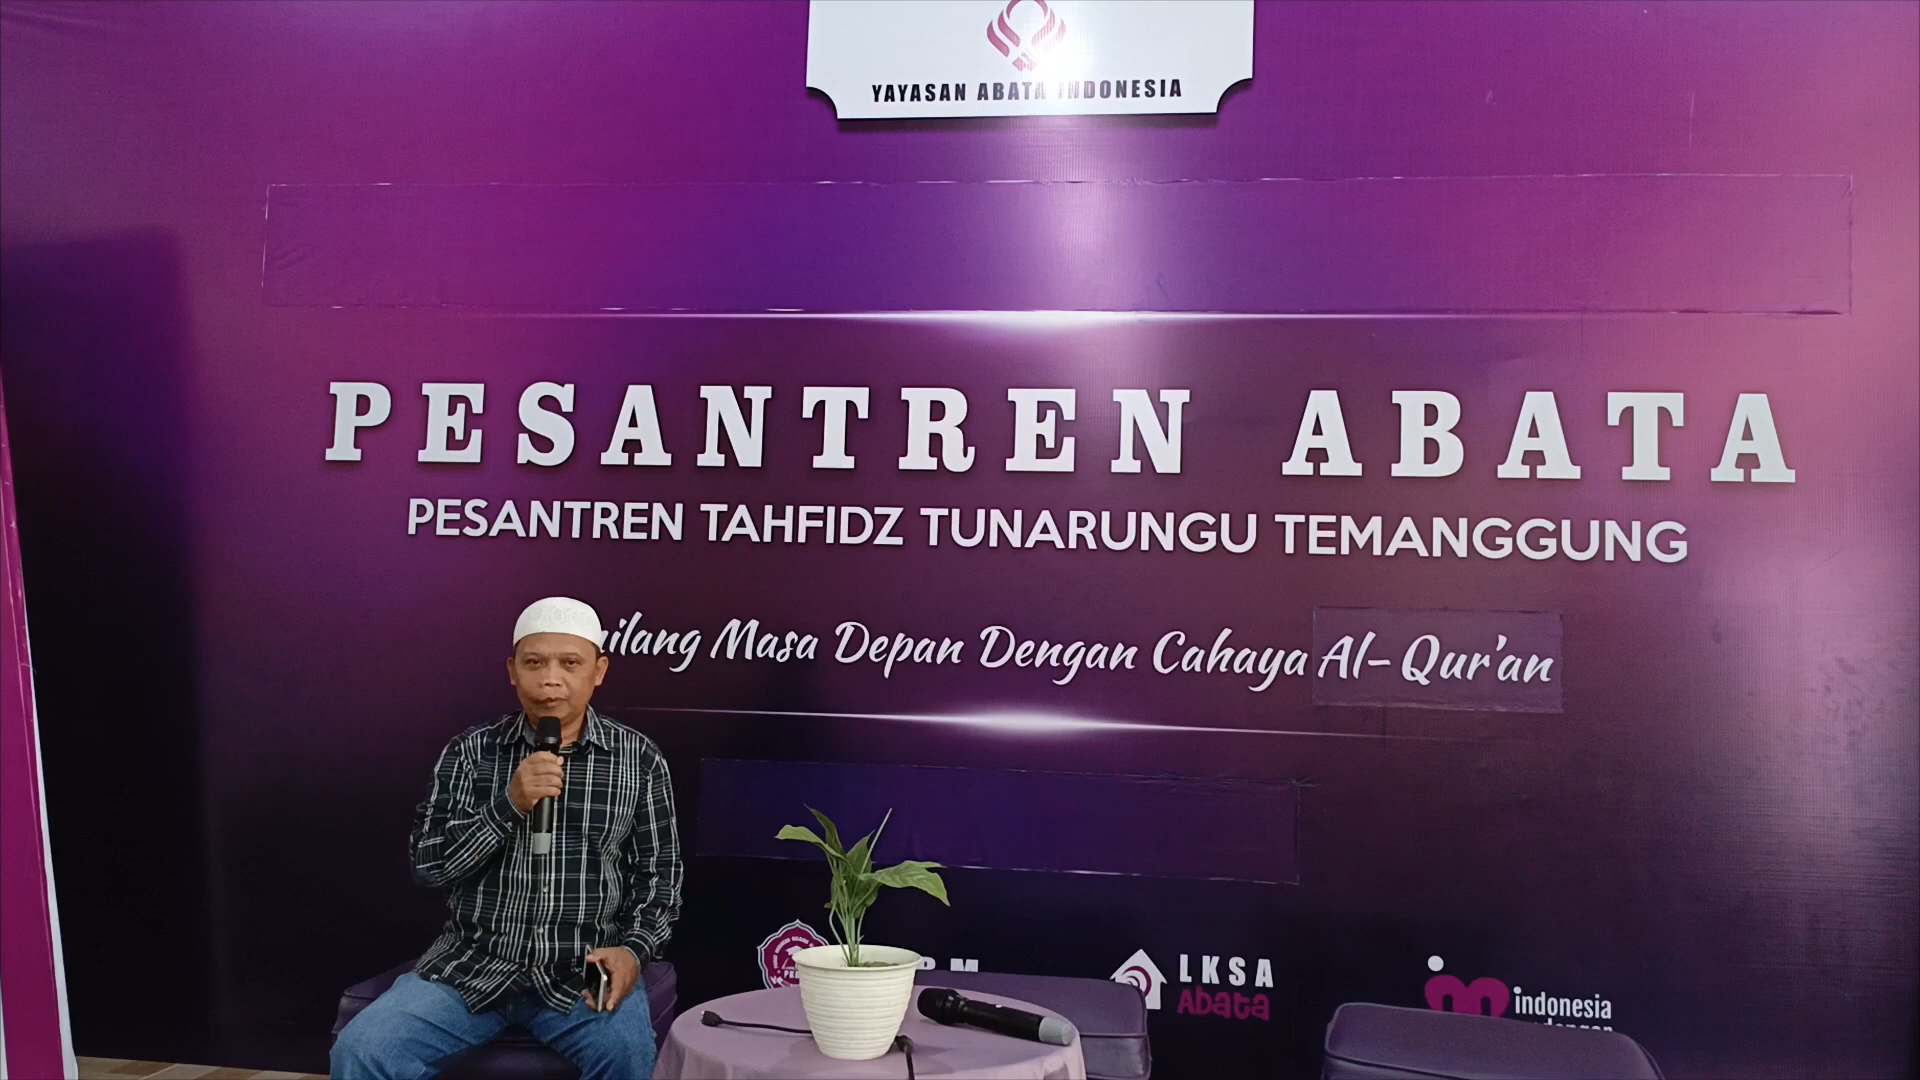 YAYASAN ABATA INDONESIA
PESANTREN ABATA
PESANTREN TAHFIDZ TUNARUNGU TEMANGGUNG
Masa Depan Dengan Cahaya Al-Qur'an
LKSA
Abata
indonesia